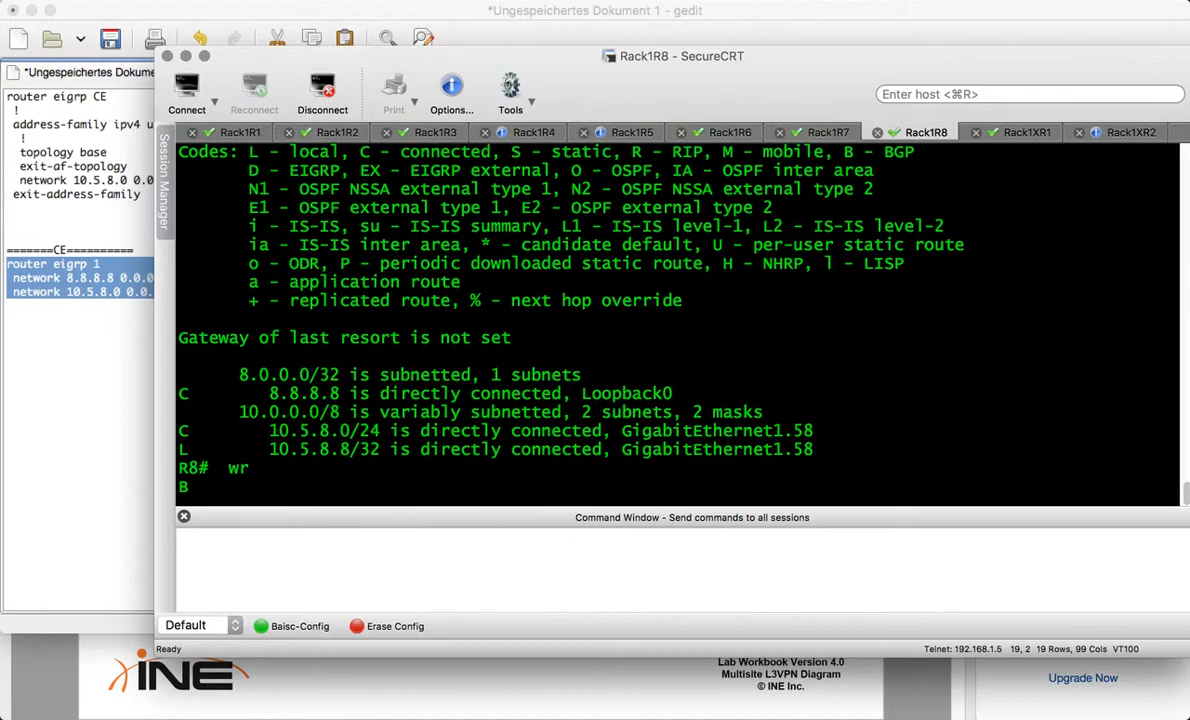 *Ungespeichertes Dokument 1 - gedit
Rack1R8 - SecureCRT
*Ungespeichertes Dokume
Connect
Reconnect
Disconnect
Print
Options...
Tools
Enter host <⌘R>
Session Manager
Rack1R1
Rack1R2
Rack1R3
Rack1R4
Rack1R5
Rack1R6
Rack1R7
Rack1R8
Rack1XR1
Rack1XR2
router eigrp CE
!
address-family ipv4 u
!
topology base
exit-af-topology
network 10.5.8.0 0.0
exit-address-family
=======CE==========
router eigrp 1
network 8.8.8.8 0.0.0
network 10.5.8.0 0.0.
Codes: L - local, C - connected, S - static, R - RIP, M - mobile, B - BGP
D - EIGRP, EX - EIGRP external, O - OSPF, IA - OSPF inter area
N1 - OSPF NSSA external type 1, N2 - OSPF NSSA external type 2
E1 - OSPF external type 1, E2 - OSPF external type 2
i - IS-IS, su - IS-IS summary, L1 - IS-IS level-1, L2 - IS-IS level-2
ia - IS-IS inter area, * - candidate default, U - per-user static route
o - ODR, P - periodic downloaded static route, H - NHRP, l - LISP
a - application route
+ - replicated route, % - next hop override
Gateway of last resort is not set
8.0.0.0/32 is subnetted, 1 subnets
C 8.8.8.8 is directly connected, Loopback0
10.0.0.0/8 is variably subnetted, 2 subnets, 2 masks
C 10.5.8.0/24 is directly connected, GigabitEthernet1.58
L 10.5.8.8/32 is directly connected, GigabitEthernet1.58
R8# wr
B
Command Window - Send commands to all sessions
Default
Baisc-Config
Erase Config
Ready
Telnet: 192.168.1.5 19, 2 19 Rows, 99 Cols VT100
INE
Lab Workbook Version 4.0
Multisite L3VPN Diagram
© INE Inc.
Upgrade Now